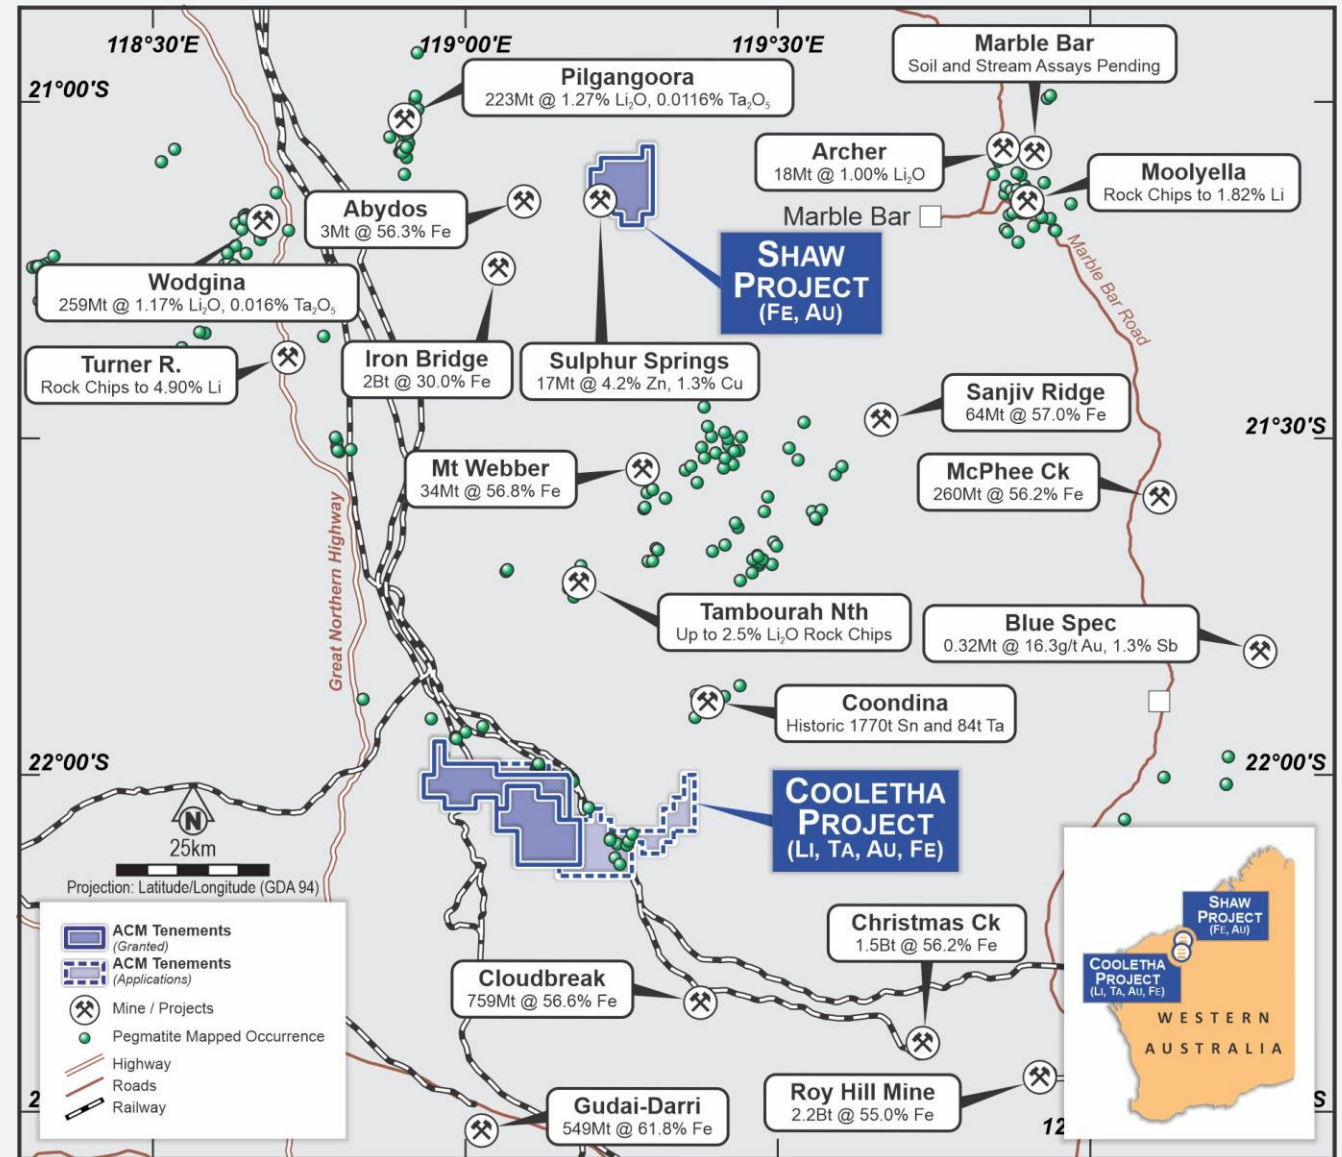 118°30'E
119°00'E
119°30'E
21°00'S
21°30'S
22°00'S
22°00'S
Marble Bar
Soil and Stream Assays Pending
Pilgangoora
223Mt @ 1.27% Li₂O, 0.0116% Ta₂O₅
Archer
18Mt @ 1.00% Li₂O
Moolyella
Rock Chips to 1.82% Li
Marble Bar
Marble Bar Road
Abydos
3Mt @ 56.3% Fe
SHAW
PROJECT
(FE, AU)
Wodgina
259Mt @ 1.17% Li₂O, 0.016% Ta₂O₅
Turner R.
Rock Chips to 4.90% Li
Iron Bridge
2Bt @ 30.0% Fe
Sulphur Springs
17Mt @ 4.2% Zn, 1.3% Cu
Sanjiv Ridge
64Mt @ 57.0% Fe
Mt Webber
34Mt @ 56.8% Fe
McPhee Ck
260Mt @ 56.2% Fe
Great Northern Highway
Tambourah Nth
Up to 2.5% Li₂O Rock Chips
Blue Spec
0.32Mt @ 16.3g/t Au, 1.3% Sb
Coondina
Historic 1770t Sn and 84t Ta
COOLETHA
PROJECT
(LI, TA, AU, FE)
N
25km
Projection: Latitude/Longitude (GDA 94)
ACM Tenements
(Granted)
ACM Tenements
(Applications)
Mine / Projects
Pegmatite Mapped Occurrence
Highway
Roads
Railway
Christmas Ck
1.5Bt @ 56.2% Fe
Cloudbreak
759Mt @ 56.6% Fe
Roy Hill Mine
2.2Bt @ 55.0% Fe
Gudai-Darri
549Mt @ 61.8% Fe
SHAW
PROJECT
(FE, AU)
COOLETHA
PROJECT
(LI, TA, AU, FE)
WESTERN
AUSTRALIA
2
12
S